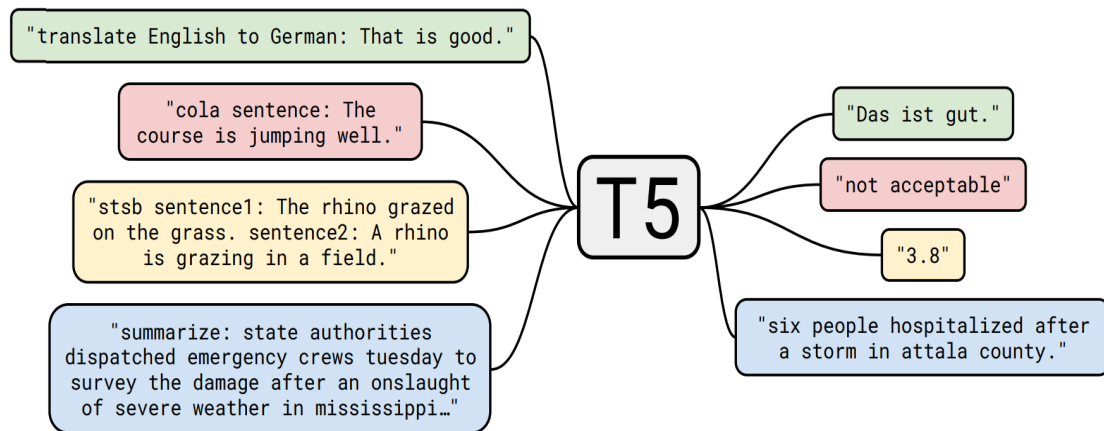 "translate English to German: That is good."
"cola sentence: The
course is jumping well."
"stsb sentence1: The rhino grazed
on the grass. sentence2: A rhino
is grazing in a field."
"summarize: state authorities
dispatched emergency crews tuesday to
survey the damage after an onslaught
of severe weather in mississippi…"
T5
"Das ist gut."
"not acceptable"
"3.8"
"six people hospitalized after
a storm in attala county."